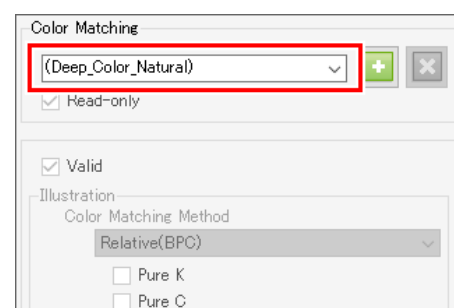 Color Matching
(Deep_Color_Natural)
Read-only
Valid
Illustration
Color Matching Method
Relative(BPC)
Pure K
Pure C